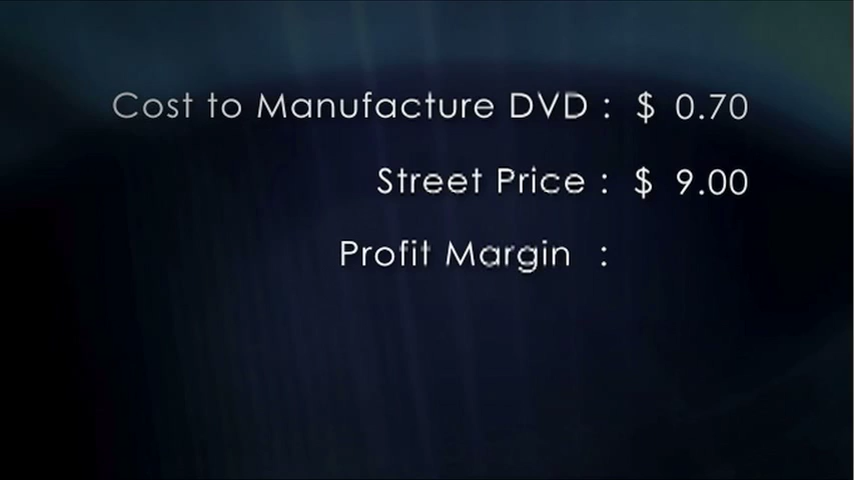 Cost to Manufacture DVD : $ 0.70
Street Price : $ 9.00
Profit Margin :